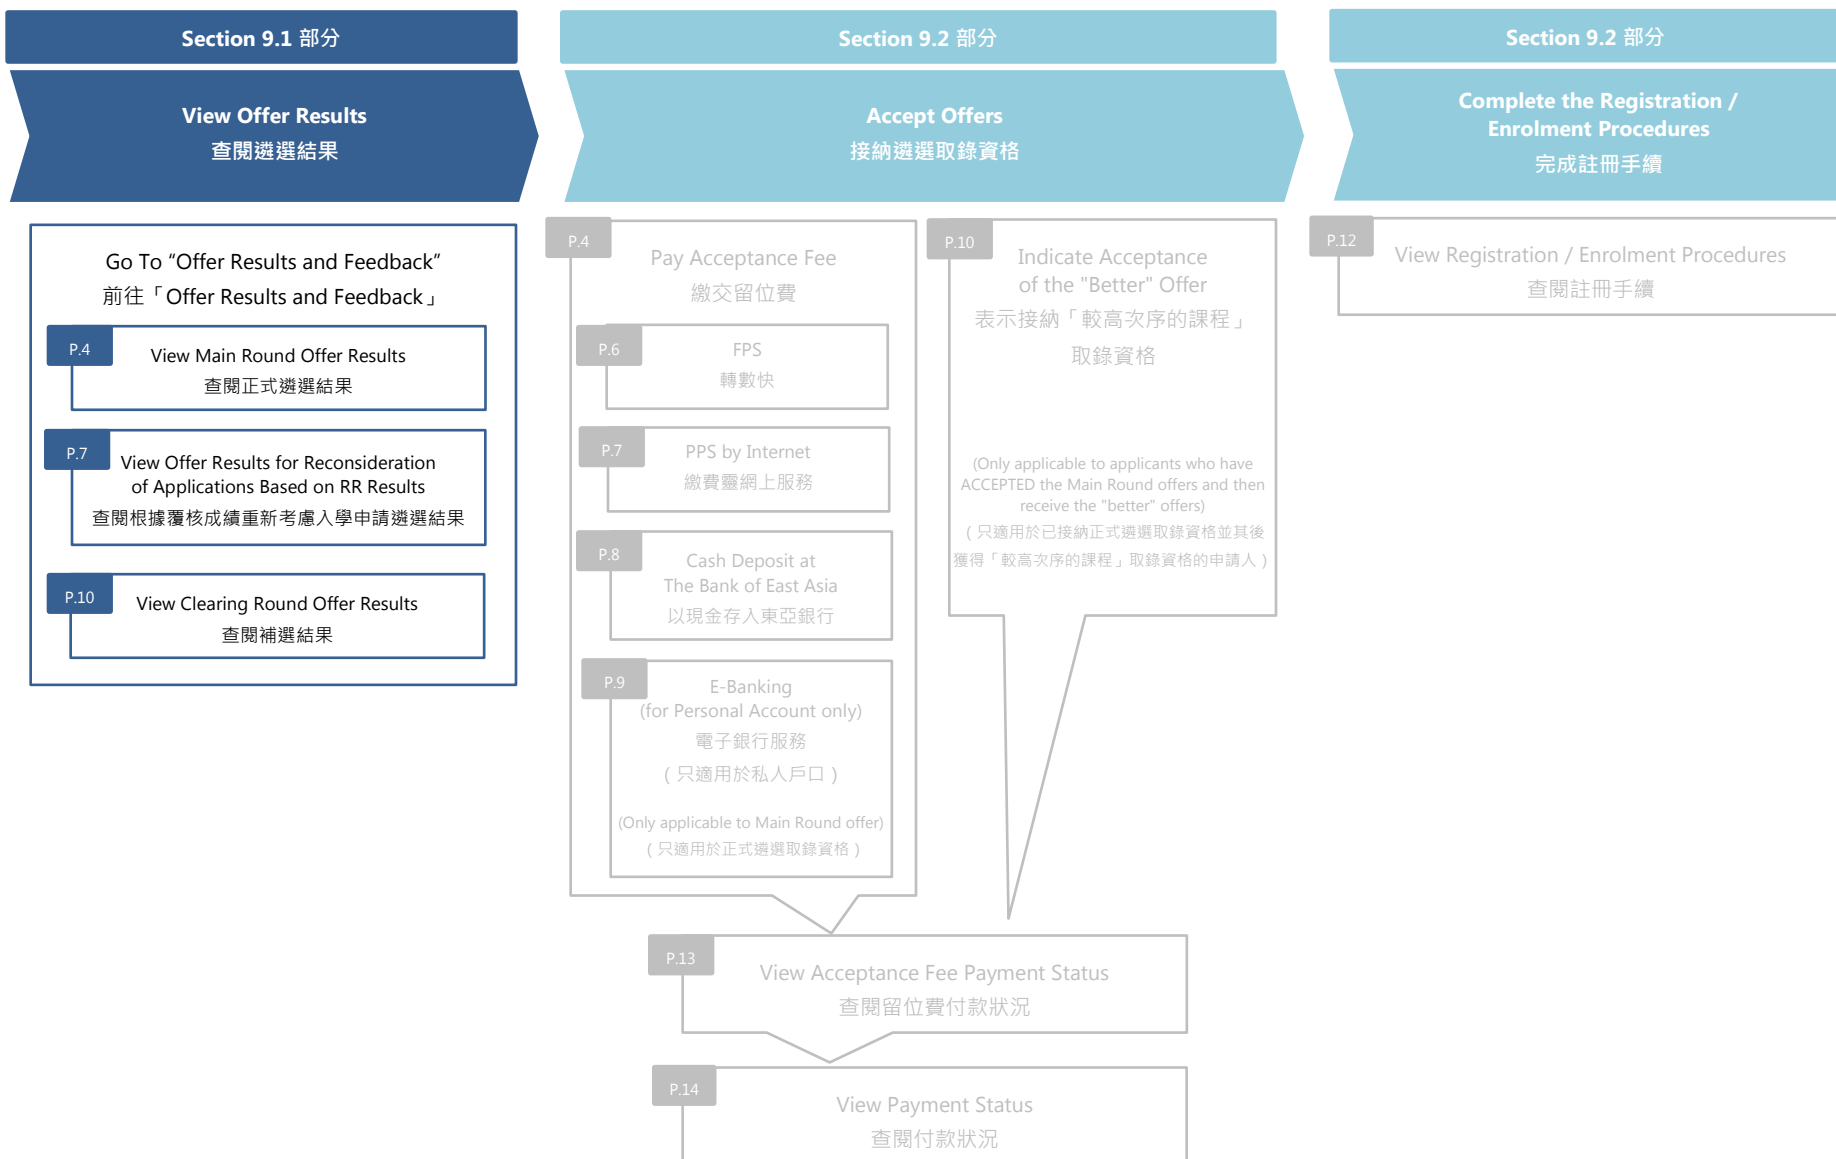 Section 9.1 部分
View Offer Results
查閱遴選結果
Go To “Offer Results and Feedback”
前往「Offer Results and Feedback」
P.4
View Main Round Offer Results
查閱正式遴選結果
P.7
View Offer Results for Reconsideration
of Applications Based on RR Results
查閱根據覆核成績重新考慮入學申請遴選結果
P.10
View Clearing Round Offer Results
查閱補選結果
Section 9.2 部分
Accept Offers
接納遴選取錄資格
P.4
Pay Acceptance Fee
繳交留位費
P.6
FPS
轉數快
P.7
PPS by Internet
繳費靈網上服務
P.8
Cash Deposit at
The Bank of East Asia
以現金存入東亞銀行
P.9
E-Banking
(for Personal Account only)
電子銀行服務
（只適用於私人戶口）
(Only applicable to Main Round offer)
（只適用於正式遴選取錄資格）
P.10
Indicate Acceptance
of the "Better" Offer
表示接納「較高次序的課程」
取錄資格
(Only applicable to applicants who have
ACCEPTED the Main Round offers and then
receive the "better" offers)
（只適用於已接納正式遴選取錄資格並其後
獲得「較高次序的課程」取錄資格的申請人）
P.13
View Acceptance Fee Payment Status
查閱留位費付款狀況
P.14
View Payment Status
查閱付款狀況
Section 9.2 部分
Complete the Registration /
Enrolment Procedures
完成註冊手續
P.12
View Registration / Enrolment Procedures
查閱註冊手續